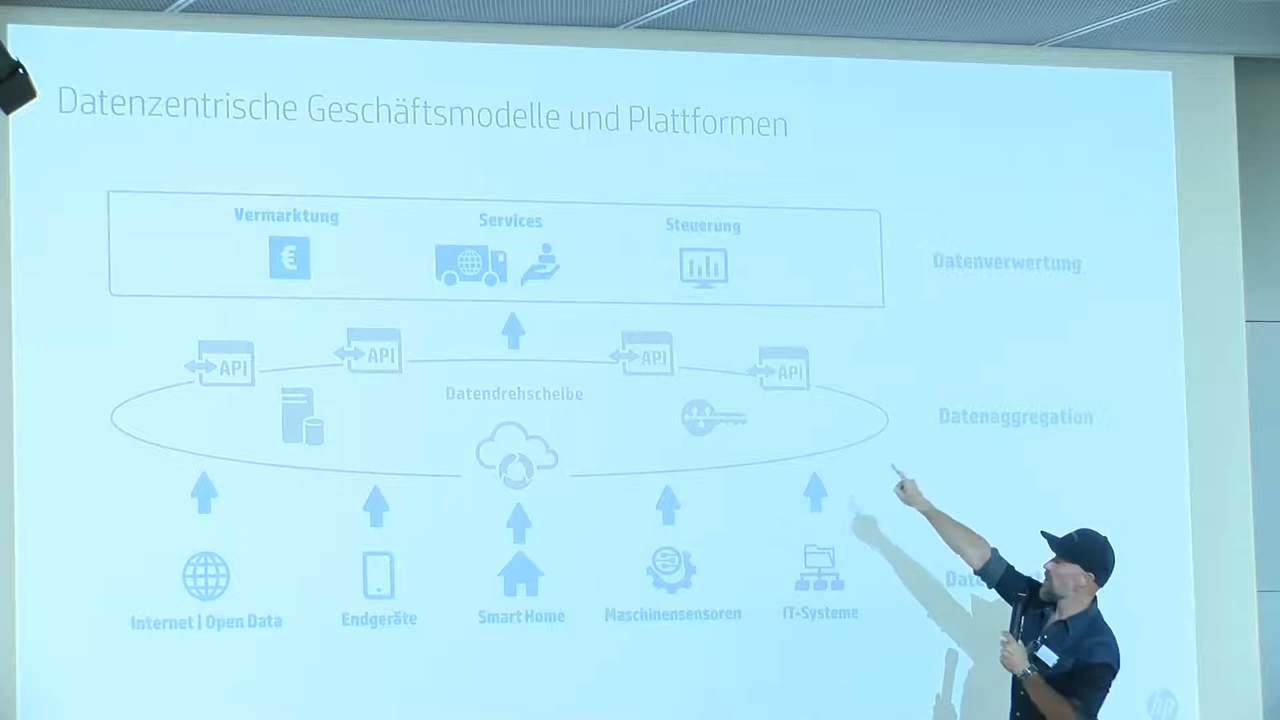 Datenzentrische Geschäftsmodelle und Plattformen
Vermarktung
Services
Steuerung
€
Datenverwertung
API
API
API
API
Datendrehscheibe
Datenaggregation
Internet | Open Data
Endgeräte
Smart Home
Maschinensensoren
IT-Systeme
hp